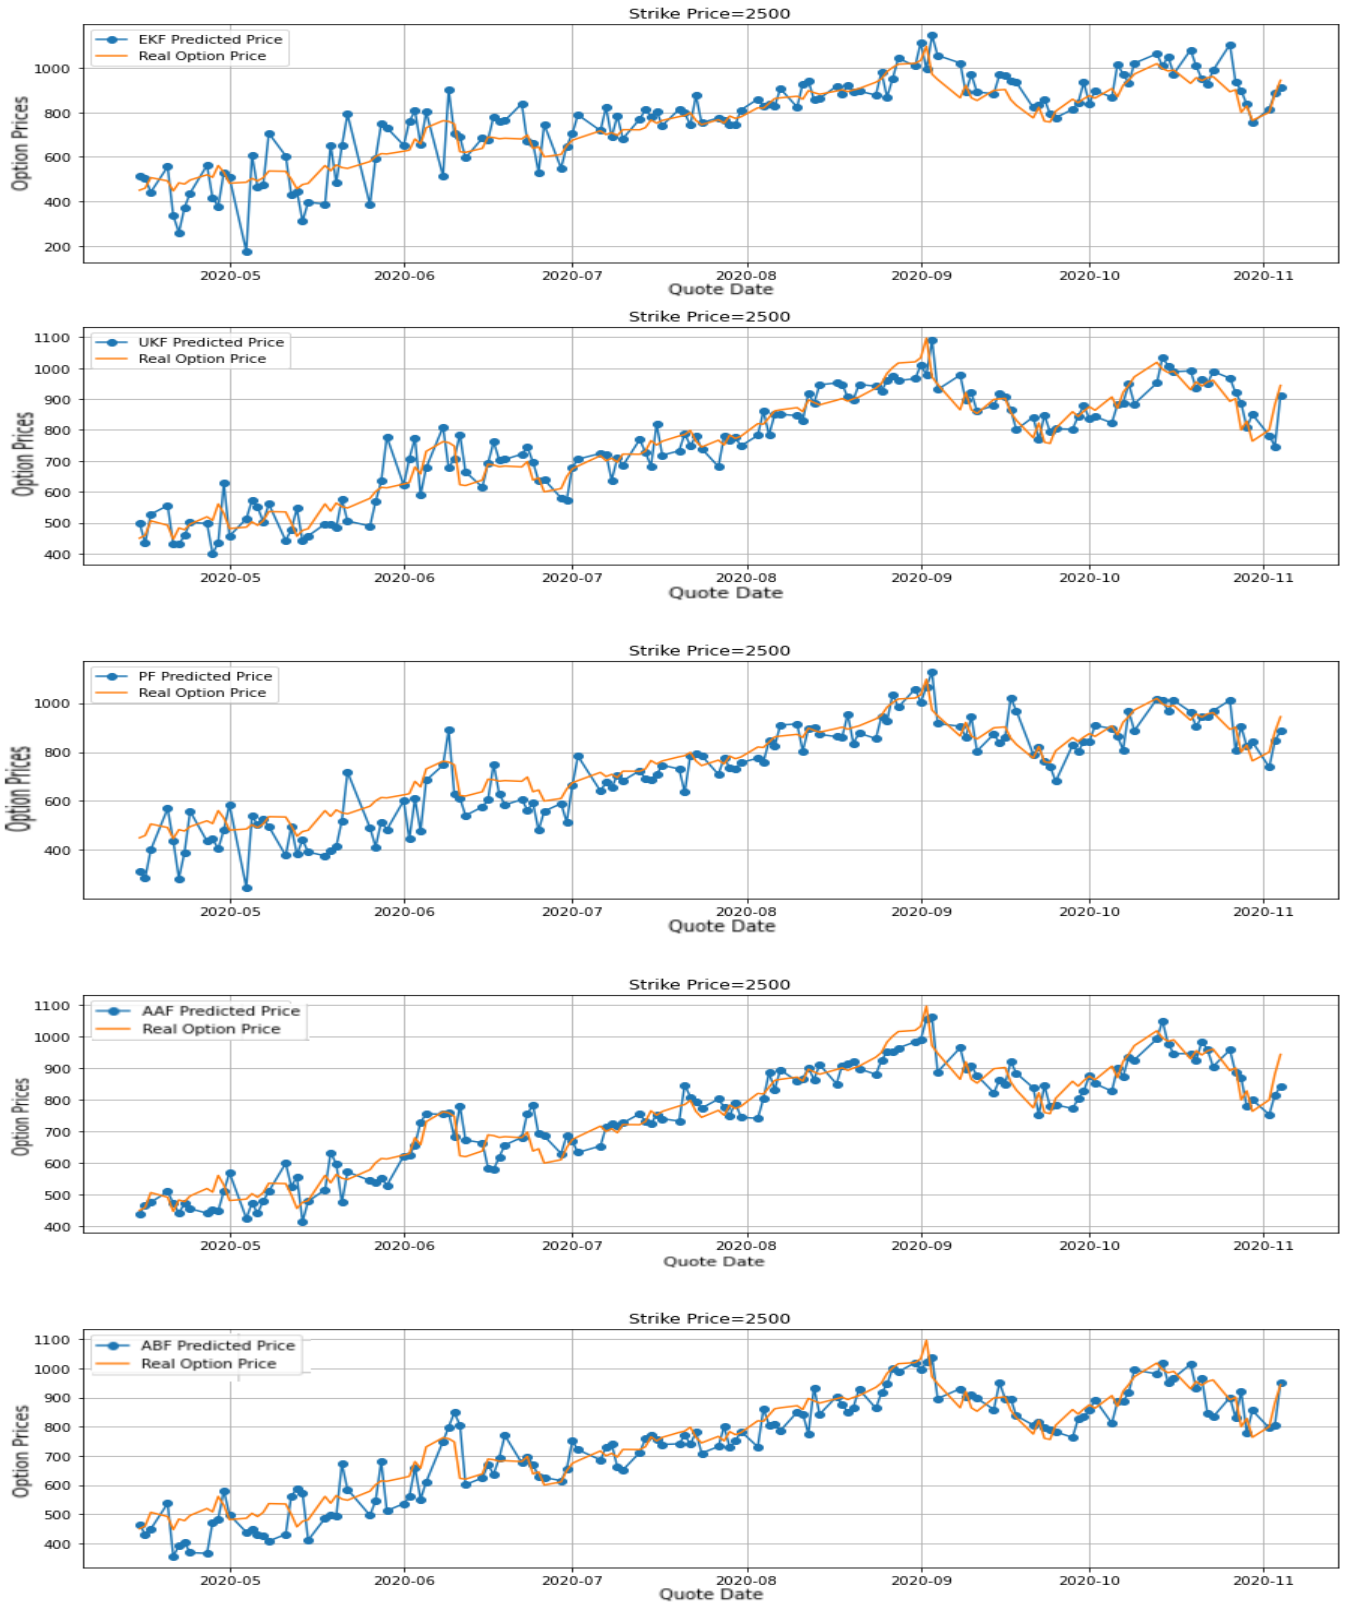 Strike Price=2500
EKF Predicted Price
Real Option Price
1000
800
600
400
200
Option Prices
2020-05 2020-06 2020-07 2020-08 2020-09 2020-10 2020-11
Quote Date
Strike Price=2500
UKF Predicted Price
Real Option Price
1100
1000
900
800
700
600
500
400
Option Prices
2020-05 2020-06 2020-07 2020-08 2020-09 2020-10 2020-11
Quote Date
Strike Price=2500
PF Predicted Price
Real Option Price
1000
800
600
400
Option Prices
2020-05 2020-06 2020-07 2020-08 2020-09 2020-10 2020-11
Quote Date
Strike Price=2500
AAF Predicted Price
Real Option Price
1100
1000
900
800
700
600
500
400
Option Prices
2020-05 2020-06 2020-07 2020-08 2020-09 2020-10 2020-11
Quote Date
Strike Price=2500
ABF Predicted Price
Real Option Price
1100
1000
900
800
700
600
500
400
Option Prices
2020-05 2020-06 2020-07 2020-08 2020-09 2020-10 2020-11
Quote Date